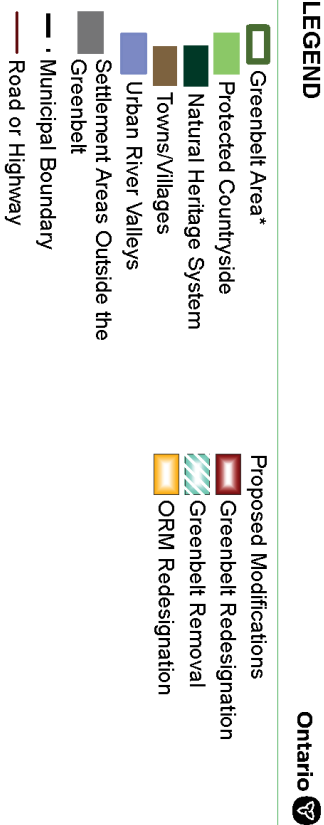 LEGEND
Ontario
Greenbelt Area*
Protected Countryside
Natural Heritage System
Towns/Villages
Urban River Valleys
Settlement Areas Outside the
Greenbelt
Municipal Boundary
Road or Highway
Proposed Modifications
Greenbelt Redesignation
Greenbelt Removal
ORM Redesignation